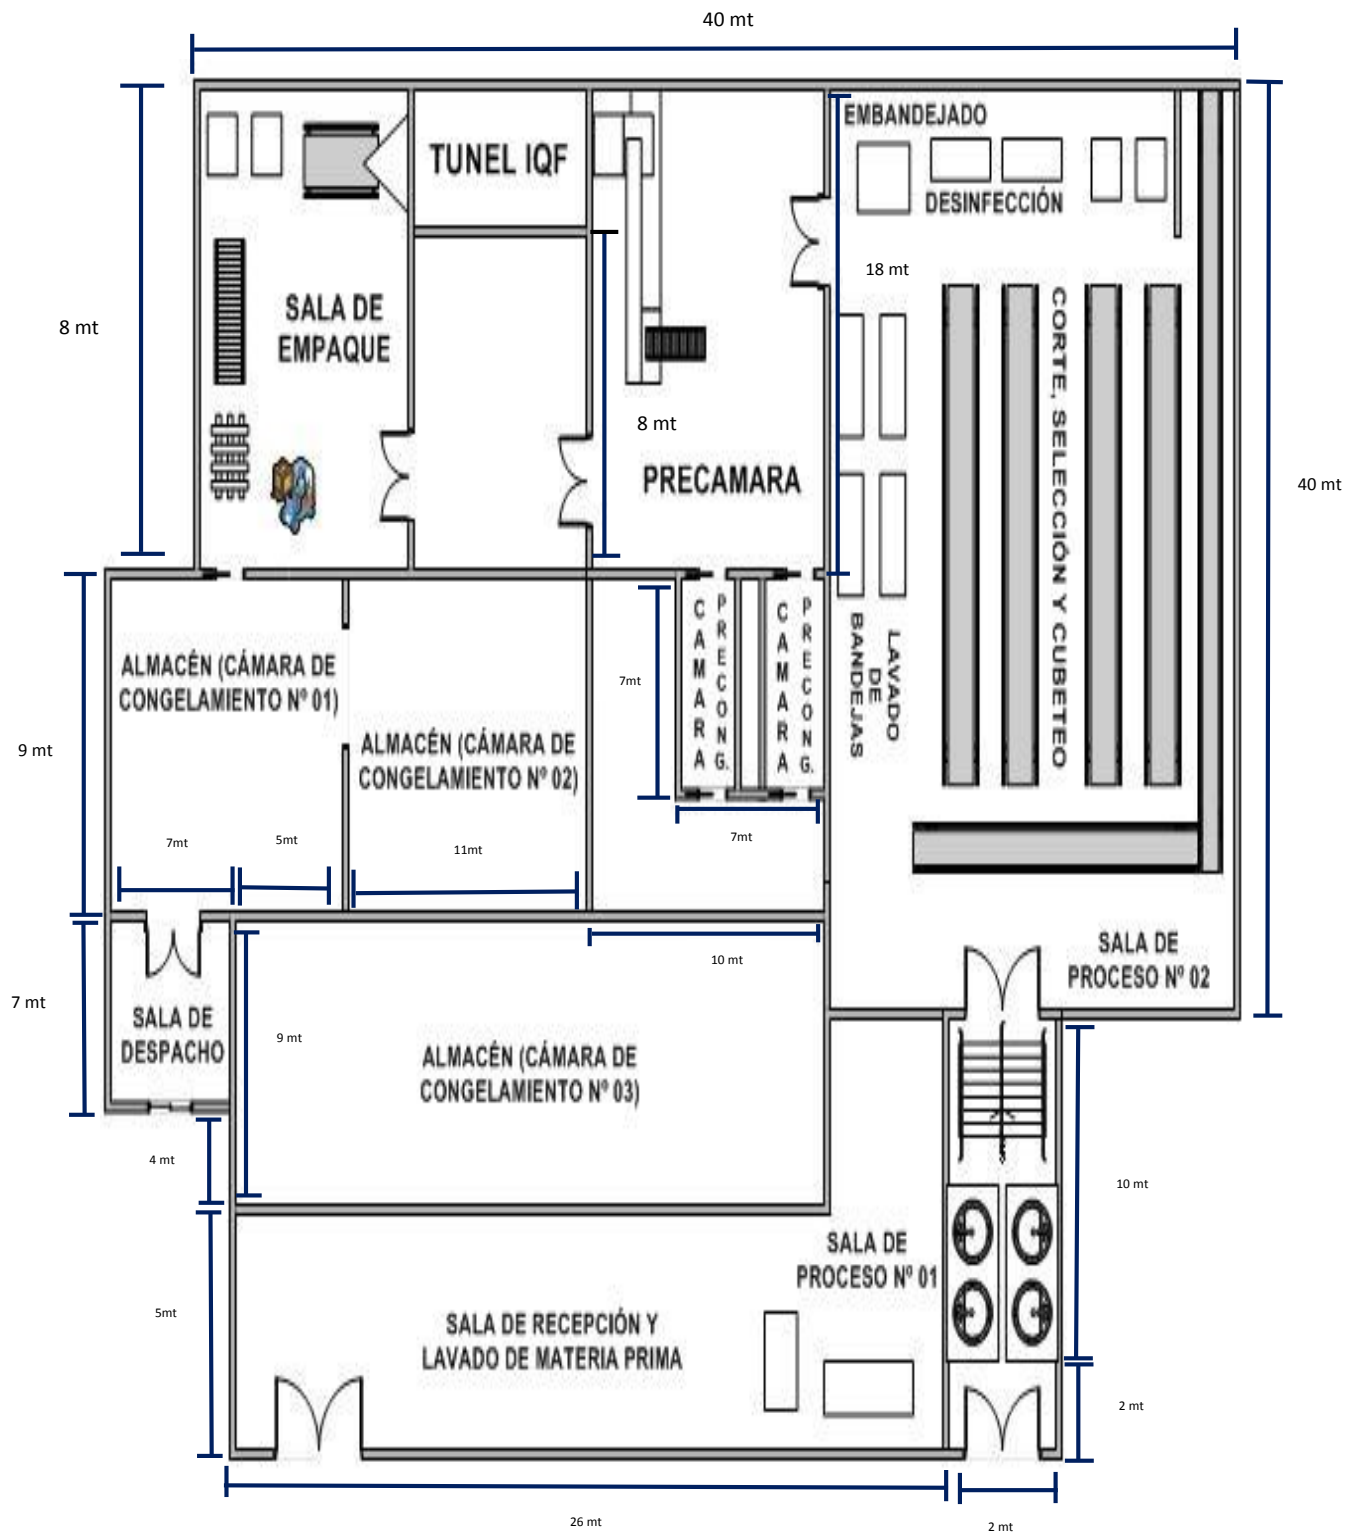 40 mt
EMBANDEJADO
TUNEL IQF
DESINFECCIÓN
18 mt
8 mt
SALA DE
EMPAQUE
CORTE, SELECCIÓN Y CUBETEO
8 mt
PRECAMARA
40 mt
CAMARA
PRECONG.
CAMARA
PRECONG.
LAVADO
DE
BANDEJAS
ALMACÉN (CÁMARA DE
CONGELAMIENTO Nº 01)
7mt
9 mt
ALMACÉN (CÁMARA DE
CONGELAMIENTO Nº 02)
7mt
5mt
11mt
7mt
SALA DE
PROCESO Nº 02
10 mt
7 mt
SALA DE
DESPACHO
9 mt
ALMACÉN (CÁMARA DE
CONGELAMIENTO Nº 03)
4 mt
10 mt
SALA DE
PROCESO Nº 01
5mt
SALA DE RECEPCIÓN Y
LAVADO DE MATERIA PRIMA
2 mt
26 mt
2 mt